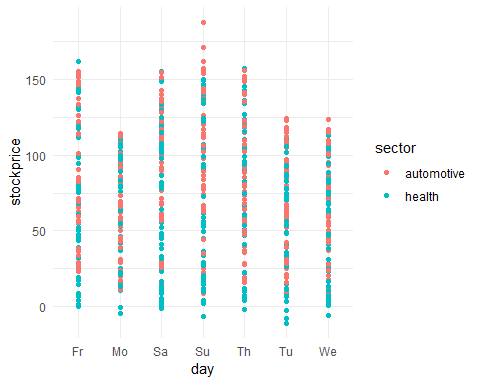 stockprice
150
100
50
0
Fr Mo Sa Su Th Tu We
day
sector
automotive
health